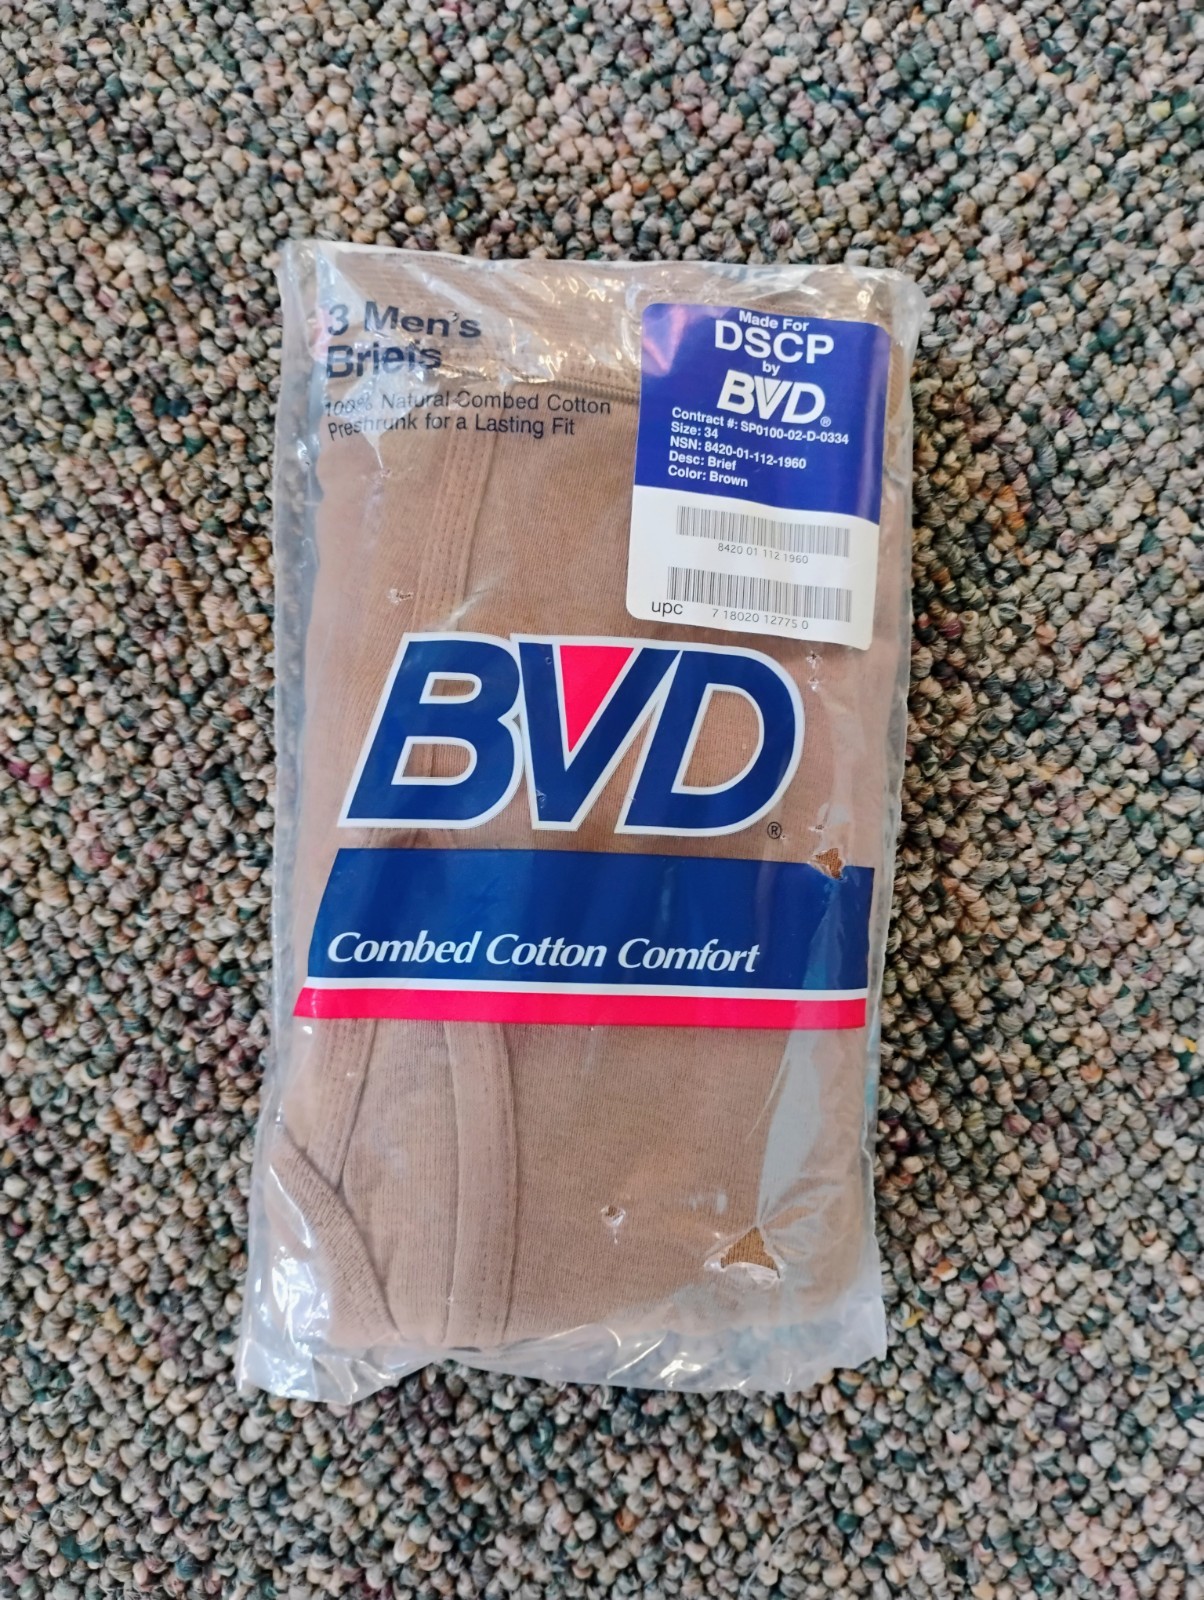 3 Men's
Briefs
100% Natural Combed Cotton
Preshrunk for a Lasting Fit
Made For
DSCP
by
BVD®
Contract #: SP0100-02-D-0334
Size: 34
NSN: 8420-01-112-1960
Desc: Brief
Color: Brown
8420 01 112 1960
upc 7 18020 12775 0
BVD®
Combed Cotton Comfort